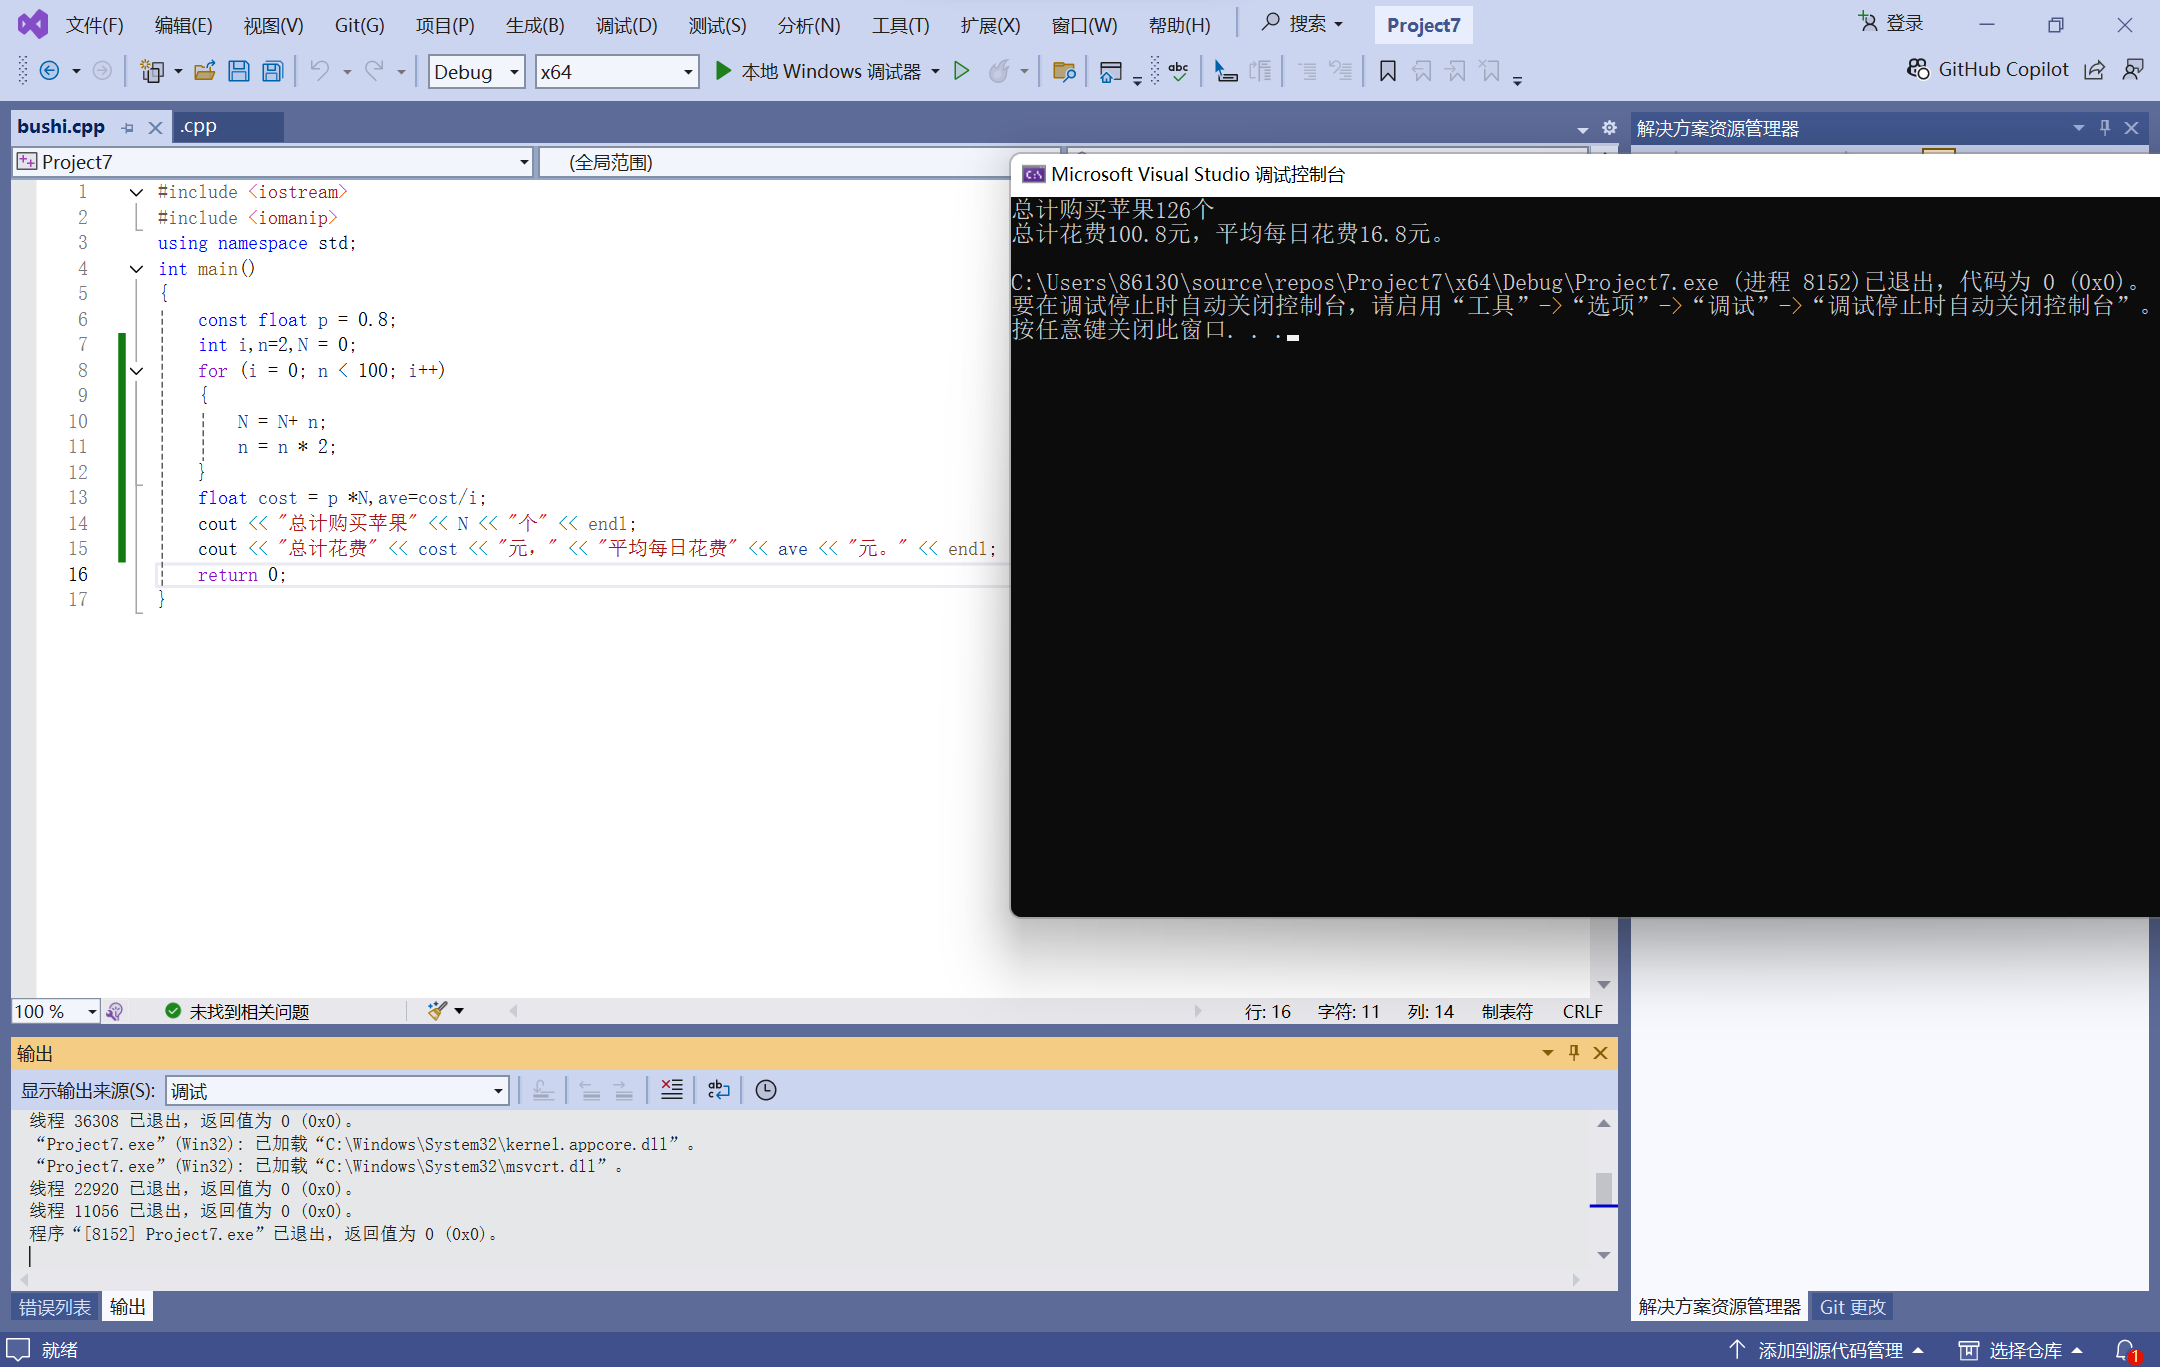 文件(F) 编辑(E) 视图(V) Git(G) 项目(P) 生成(B) 调试(D) 测试(S) 分析(N) 工具(T) 扩展(X) 窗口(W) 帮助(H) 搜索 Project7 登录
Debug x64 本地 Windows 调试器 abc GitHub Copilot
bushi.cpp .cpp
解决方案资源管理器
Project7 (全局范围)
1 #include <iostream>
2 #include <iomanip>
3 using namespace std;
4 int main()
5 {
6 const float p = 0.8;
7 int i,n=2,N = 0;
8 for (i = 0; n < 100; i++)
9 {
10 N = N+ n;
11 n = n * 2;
12 }
13 float cost = p *N,ave=cost/i;
14 cout << "总计购买苹果" << N << "个" << endl;
15 cout << "总计花费" << cost << "元，" << "平均每日花费" << ave << "元。" << endl;
16 return 0;
17 }
Microsoft Visual Studio 调试控制台
总计购买苹果126个
总计花费100.8元，平均每日花费16.8元。
C:\Users\86130\source\repos\Project7\x64\Debug\Project7.exe (进程 8152)已退出，代码为 0 (0x0)。
要在调试停止时自动关闭控制台，请启用“工具”->“选项”->“调试”->“调试停止时自动关闭控制台”。
按任意键关闭此窗口. . .
100 % 未找到相关问题 行: 16 字符: 11 列: 14 制表符 CRLF
输出
显示输出来源(S): 调试
线程 36308 已退出，返回值为 0 (0x0)。
“Project7.exe”(Win32): 已加载“C:\Windows\System32\kernel.appcore.dll”。
“Project7.exe”(Win32): 已加载“C:\Windows\System32\msvcrt.dll”。
线程 22920 已退出，返回值为 0 (0x0)。
线程 11056 已退出，返回值为 0 (0x0)。
程序“[8152] Project7.exe”已退出，返回值为 0 (0x0)。
错误列表 输出
解决方案资源管理器 Git 更改
就绪 添加到源代码管理 选择仓库 1